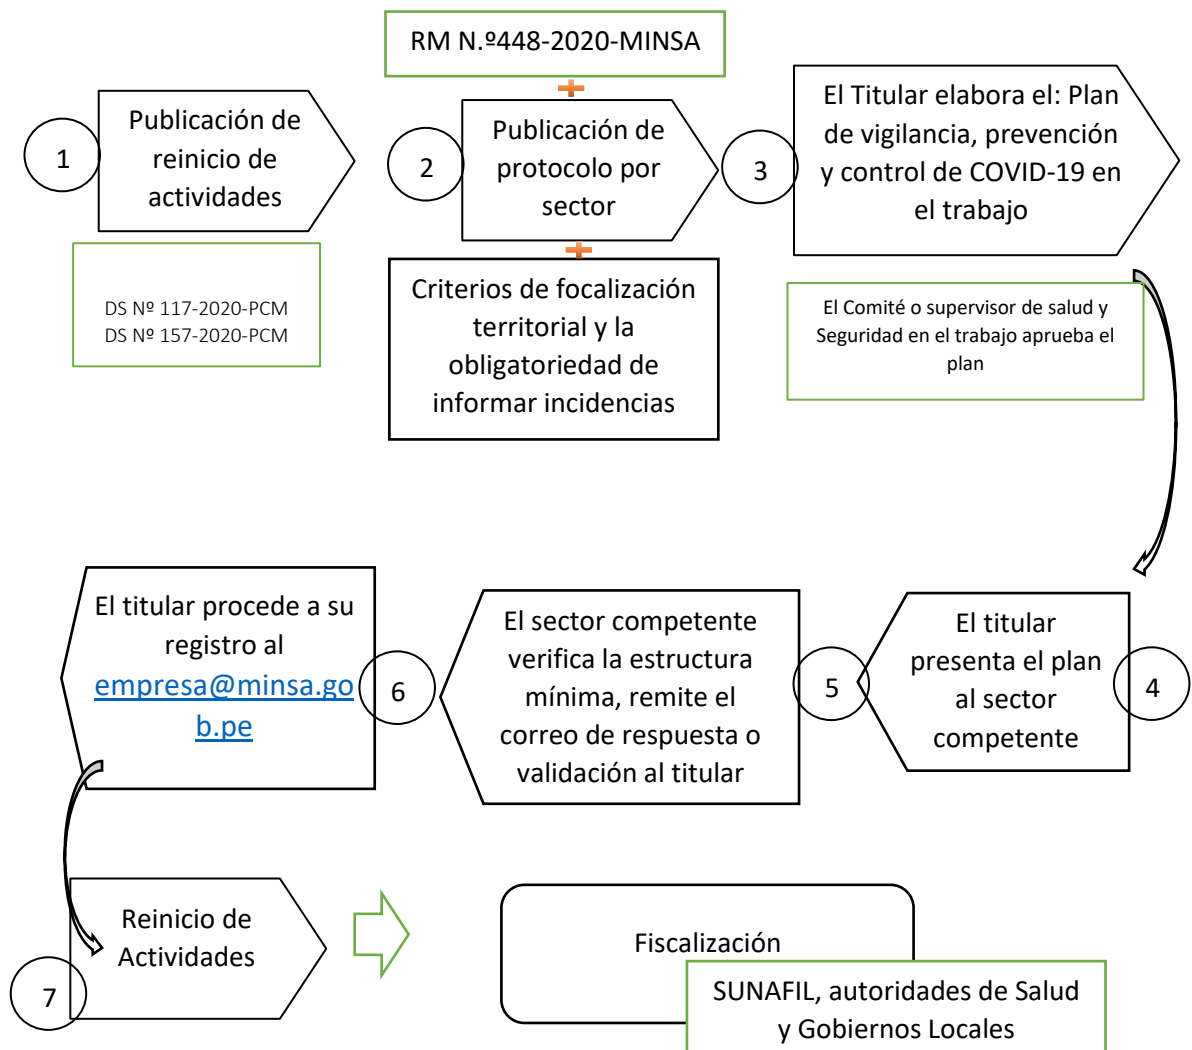 RM N.º448-2020-MINSA
1
Publicación de
reinicio de
actividades
DS Nº 117-2020-PCM
DS Nº 157-2020-PCM
2
Publicación de
protocolo por
sector
Criterios de focalización
territorial y la
obligatoriedad de
informar incidencias
3
El Titular elabora el: Plan
de vigilancia, prevención
y control de COVID-19 en
el trabajo
El Comité o supervisor de salud y
Seguridad en el trabajo aprueba el
plan
4
El titular
presenta el plan
al sector
competente
5
El sector competente
verifica la estructura
mínima, remite el
correo de respuesta o
validación al titular
6
El titular procede a su
registro al
empresa@minsa.go
b.pe
7
Reinicio de
Actividades
Fiscalización
SUNAFIL, autoridades de Salud
y Gobiernos Locales